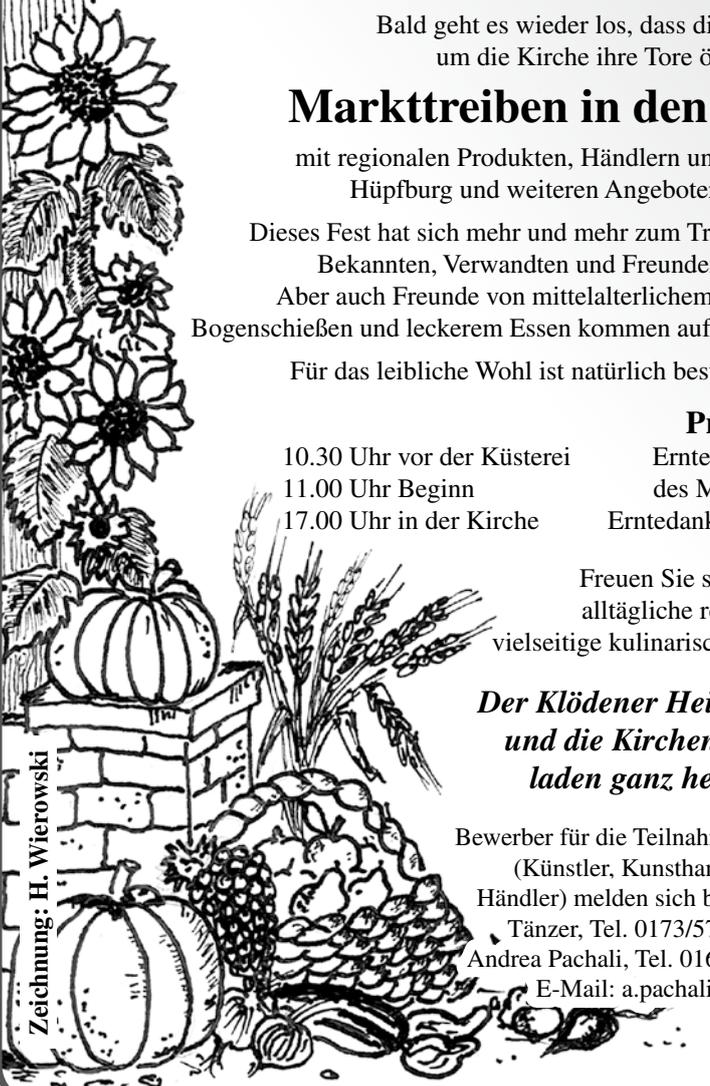 Bald geht es wieder los, dass di
um die Kirche ihre Tore ö
Markttreiben in den
mit regionalen Produkten, Händlern un
Hüpfburg und weiteren Angebote
Dieses Fest hat sich mehr und mehr zum Tr
Bekannten, Verwandten und Freunde
Aber auch Freunde von mittelalterlichem
Bogenschießen und leckerem Essen kommen auf
Für das leibliche Wohl ist natürlich best
Pr
10.30 Uhr vor der Küsterei Ernte
11.00 Uhr Beginn des M
17.00 Uhr in der Kirche Erntedank
Freuen Sie s
alltägliche r
vielseitige kulinarisc
Der Klödener Hei
und die Kirchen
laden ganz he
Bewerber für die Teilnah
(Künstler, Kunsthan
Händler) melden sich b
Tänzer, Tel. 0173/57
Andrea Pachali, Tel. 016
E-Mail: a.pachali
Zeichnung: H. Wierowski